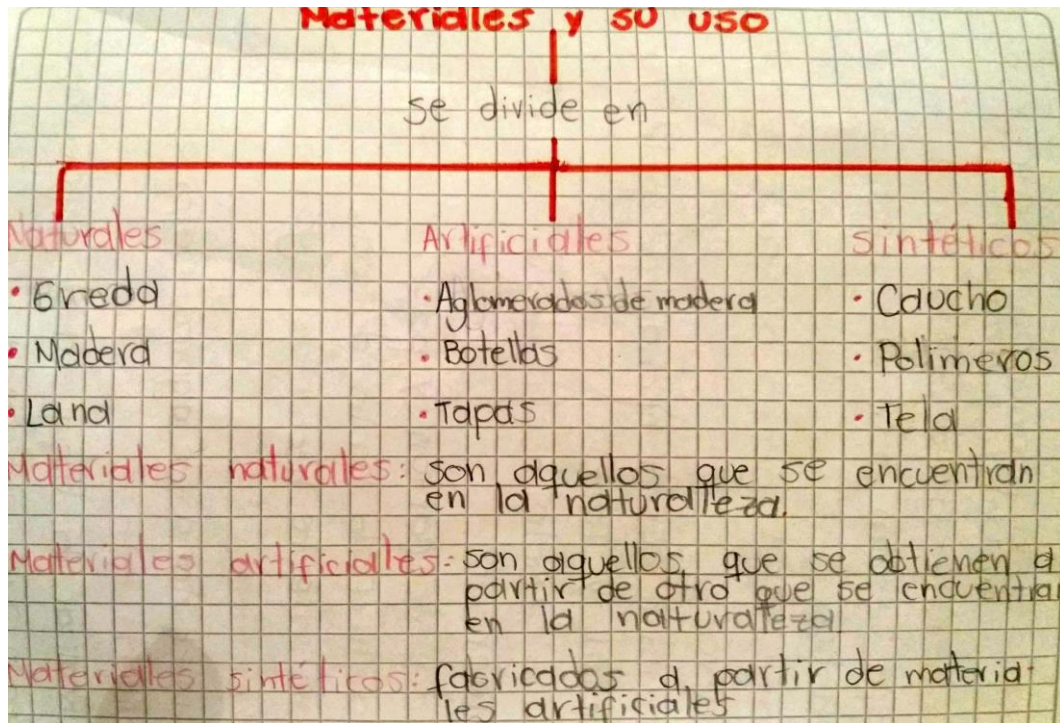 Materiales y su uso
se divide en
Naturales Artificiales Sintéticos
• Greda • Aglomerados de madera • Caucho
• Madera • Botellas • Polimeros
• Lana • Tapas • Tela
Materiales naturales: son aquellos que se encuentran
en la naturaleza.
Materiales artificiales: son aquellos que se obtienen a
partir de otro que se encuentra
en la naturaleza
Materiales sintéticos: fabricados a partir de materia-
les artificiales